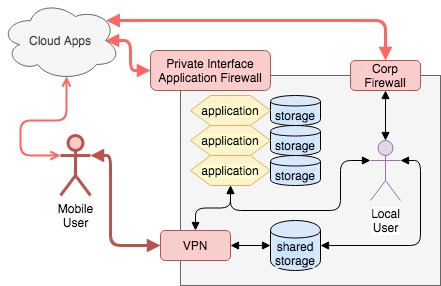 Cloud Apps
Private Interface
Application Firewall
Corp
Firewall
application
storage
application
storage
application
storage
Mobile
User
Local
User
VPN
shared
storage